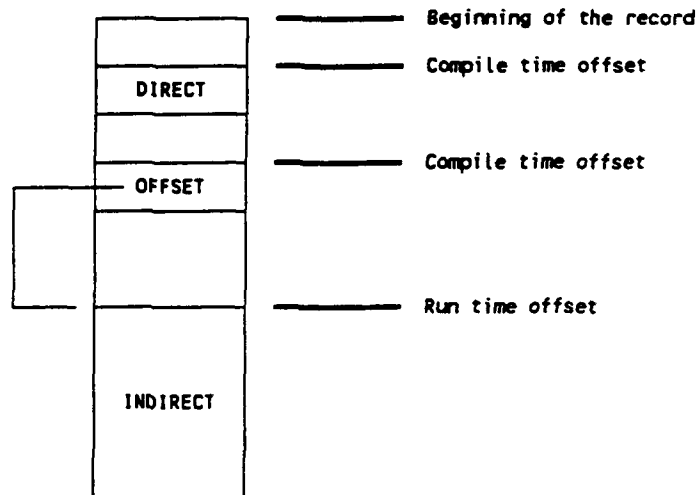 Beginning of the record
Compile time offset
DIRECT
Compile time offset
OFFSET
Run time offset
INDIRECT